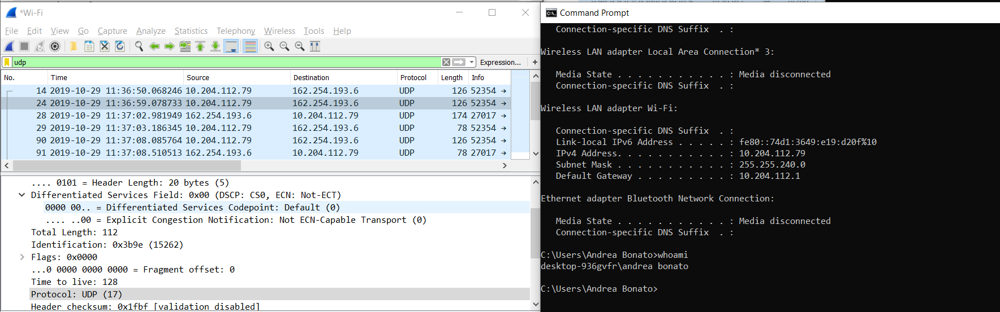 *Wi-Fi
File Edit View Go Capture Analyze Statistics Telephony Wireless Tools Help
udp Expression... +
No. Time Source Destination Protocol Length Info
14 2019-10-29 11:36:50.068246 10.204.112.79 162.254.193.6 UDP 126 52354 →
24 2019-10-29 11:36:59.078733 10.204.112.79 162.254.193.6 UDP 126 52354 →
28 2019-10-29 11:37:02.981949 162.254.193.6 10.204.112.79 UDP 174 27017 →
29 2019-10-29 11:37:03.186345 10.204.112.79 162.254.193.6 UDP 78 52354 →
90 2019-10-29 11:37:08.085764 10.204.112.79 162.254.193.6 UDP 126 52354 →
91 2019-10-29 11:37:08.510513 162.254.193.6 10.204.112.79 UDP 78 27017 →
.... 0101 = Header Length: 20 bytes (5)
Differentiated Services Field: 0x00 (DSCP: CS0, ECN: Not-ECT)
0000 00.. = Differentiated Services Codepoint: Default (0)
.... ..00 = Explicit Congestion Notification: Not ECN-Capable Transport (0)
Total Length: 112
Identification: 0x3b9e (15262)
Flags: 0x0000
...0 0000 0000 0000 = Fragment offset: 0
Time to live: 128
Protocol: UDP (17)
Header checksum: 0x1fbf [validation disabled]
Command Prompt
Connection-specific DNS Suffix . :
Wireless LAN adapter Local Area Connection* 3:
Media State . . . . . . . . . . . : Media disconnected
Connection-specific DNS Suffix . :
Wireless LAN adapter Wi-Fi:
Connection-specific DNS Suffix . :
Link-local IPv6 Address . . . . . : fe80::74d1:3649:e19:d20f%10
IPv4 Address. . . . . . . . . . . : 10.204.112.79
Subnet Mask . . . . . . . . . . . : 255.255.240.0
Default Gateway . . . . . . . . . : 10.204.112.1
Ethernet adapter Bluetooth Network Connection:
Media State . . . . . . . . . . . : Media disconnected
Connection-specific DNS Suffix . :
C:\Users\Andrea Bonato>whoami
desktop-936gvfr\andrea bonato
C:\Users\Andrea Bonato>